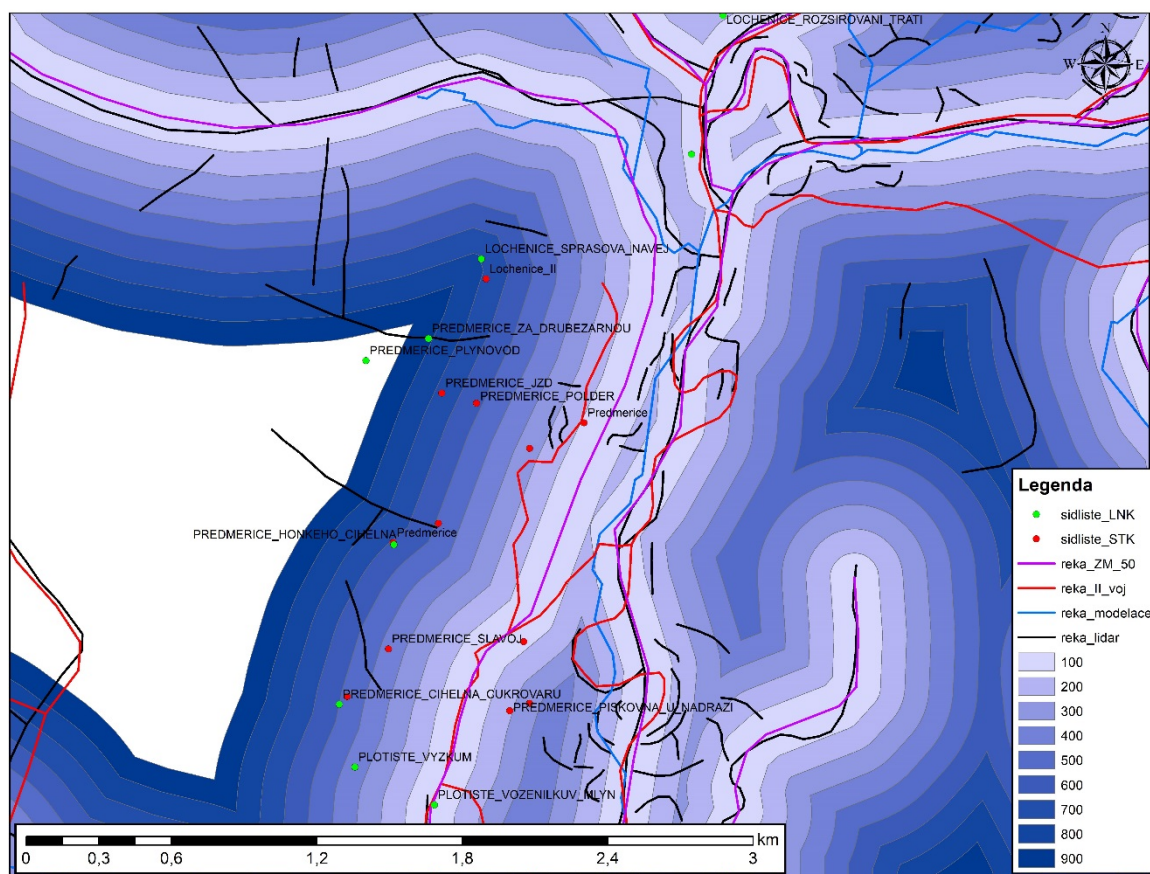 LOCHENICE_ROZSIROVANI_TRATI
N
W
E
S
LOCHENICE_SPRASOVA_NAVEJ
Lochenice_II
PREDMERICE_ZA_DRUBEZARNOU
PREDMERICE_PLYNOVOD
PREDMERICE_JZD
PREDMERICE_POLDER
Predmerice
PREDMERICE_HONKEHO_CIHELNA
Predmerice
PREDMERICE_SLAVOJ
PREDMERICE_CIHELNA_CUKROVARU
PREDMERICE_PISKOVNA_U_NADRAZI
PLOTISTE_VYZKUM
PLOTISTE_VOZENILKUV_MLYN
Legenda
sidliste_LNK
sidliste_STK
reka_ZM_50
reka_II_voj
reka_modelace
reka_lidar
100
200
300
400
500
600
700
800
900
km
0 0,3 0,6 1,2 1,8 2,4 3